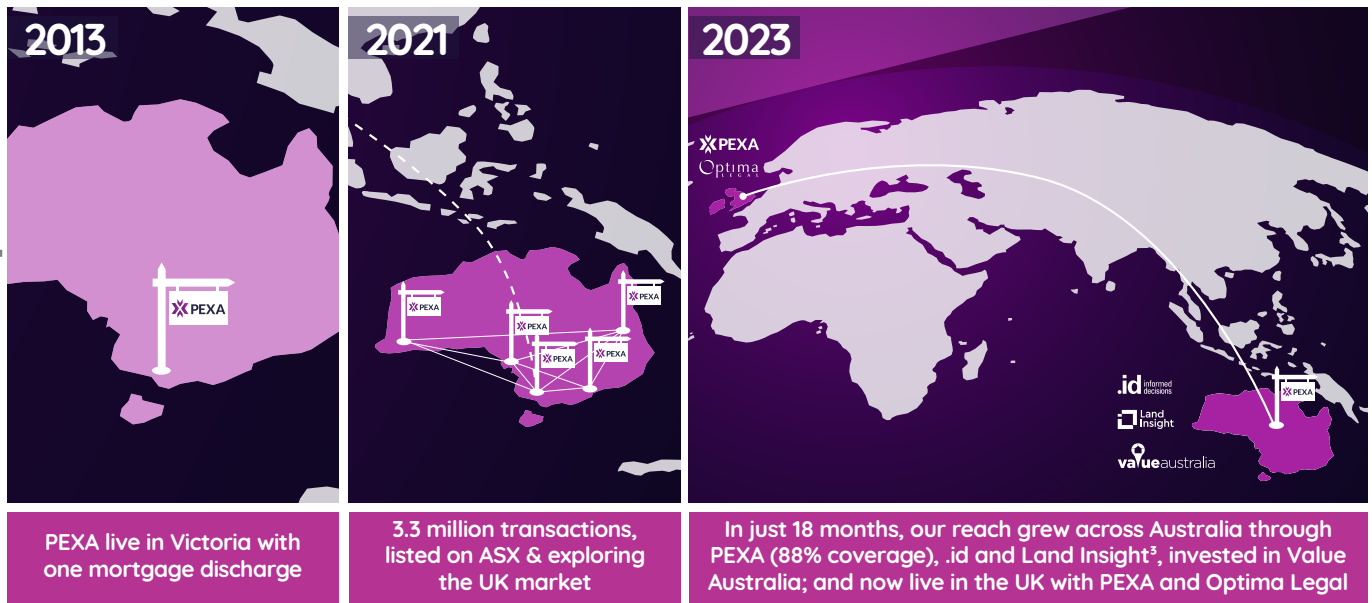 2013
PEXA
PEXA live in Victoria with
one mortgage discharge
2021
PEXA
PEXA
PEXA
PEXA
PEXA
3.3 million transactions,
listed on ASX & exploring
the UK market
2023
PEXA
Optima
LEGAL
.id informed
decisions
Land
Insight
valueaustralia
PEXA
In just 18 months, our reach grew across Australia through
PEXA (88% coverage), .id and Land Insight³, invested in Value
Australia; and now live in the UK with PEXA and Optima Legal